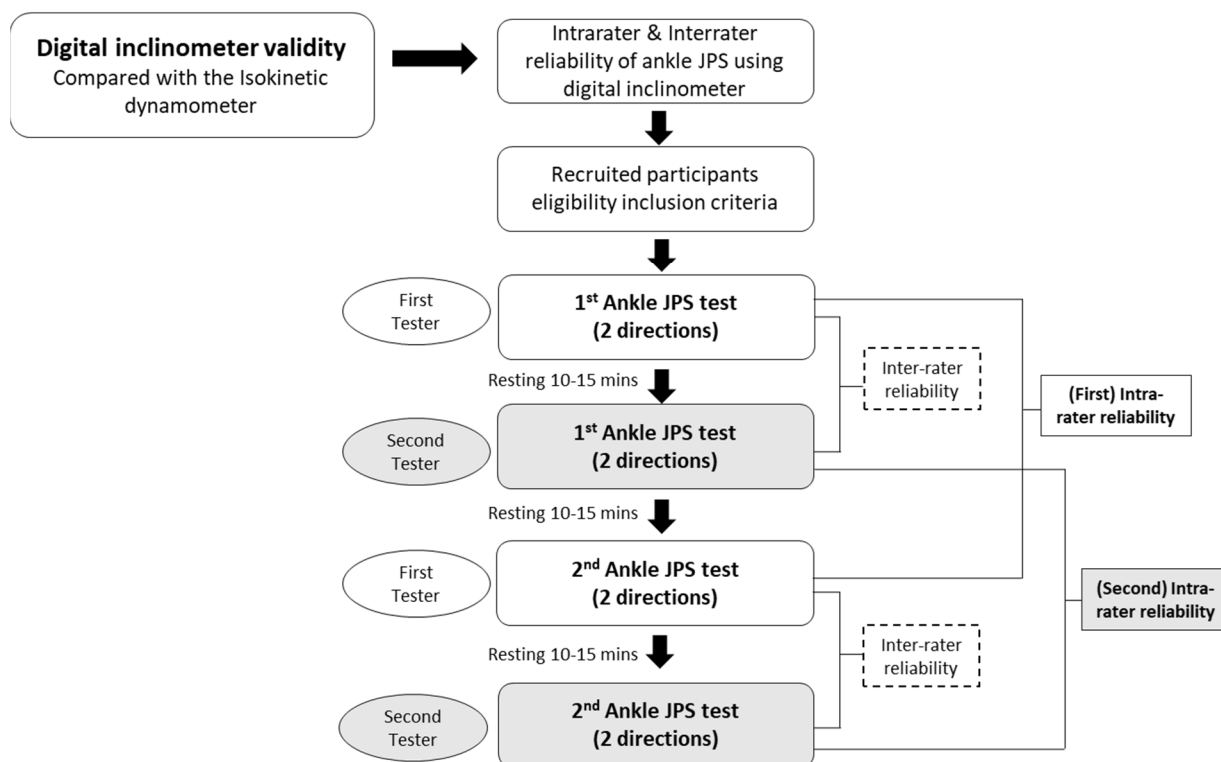 Digital inclinometer validity
Compared with the Isokinetic
dynamometer
Intrarater & Interrater
reliability of ankle JPS using
digital inclinometer
Recruited participants
eligibility inclusion criteria
First
Tester
1st Ankle JPS test
(2 directions)
Inter-rater
reliability
(First) Intra-
rater reliability
Resting 10-15 mins
Second
Tester
1st Ankle JPS test
(2 directions)
Resting 10-15 mins
First
Tester
2nd Ankle JPS test
(2 directions)
(Second) Intra-
rater reliability
Inter-rater
reliability
Resting 10-15 mins
Second
Tester
2nd Ankle JPS test
(2 directions)